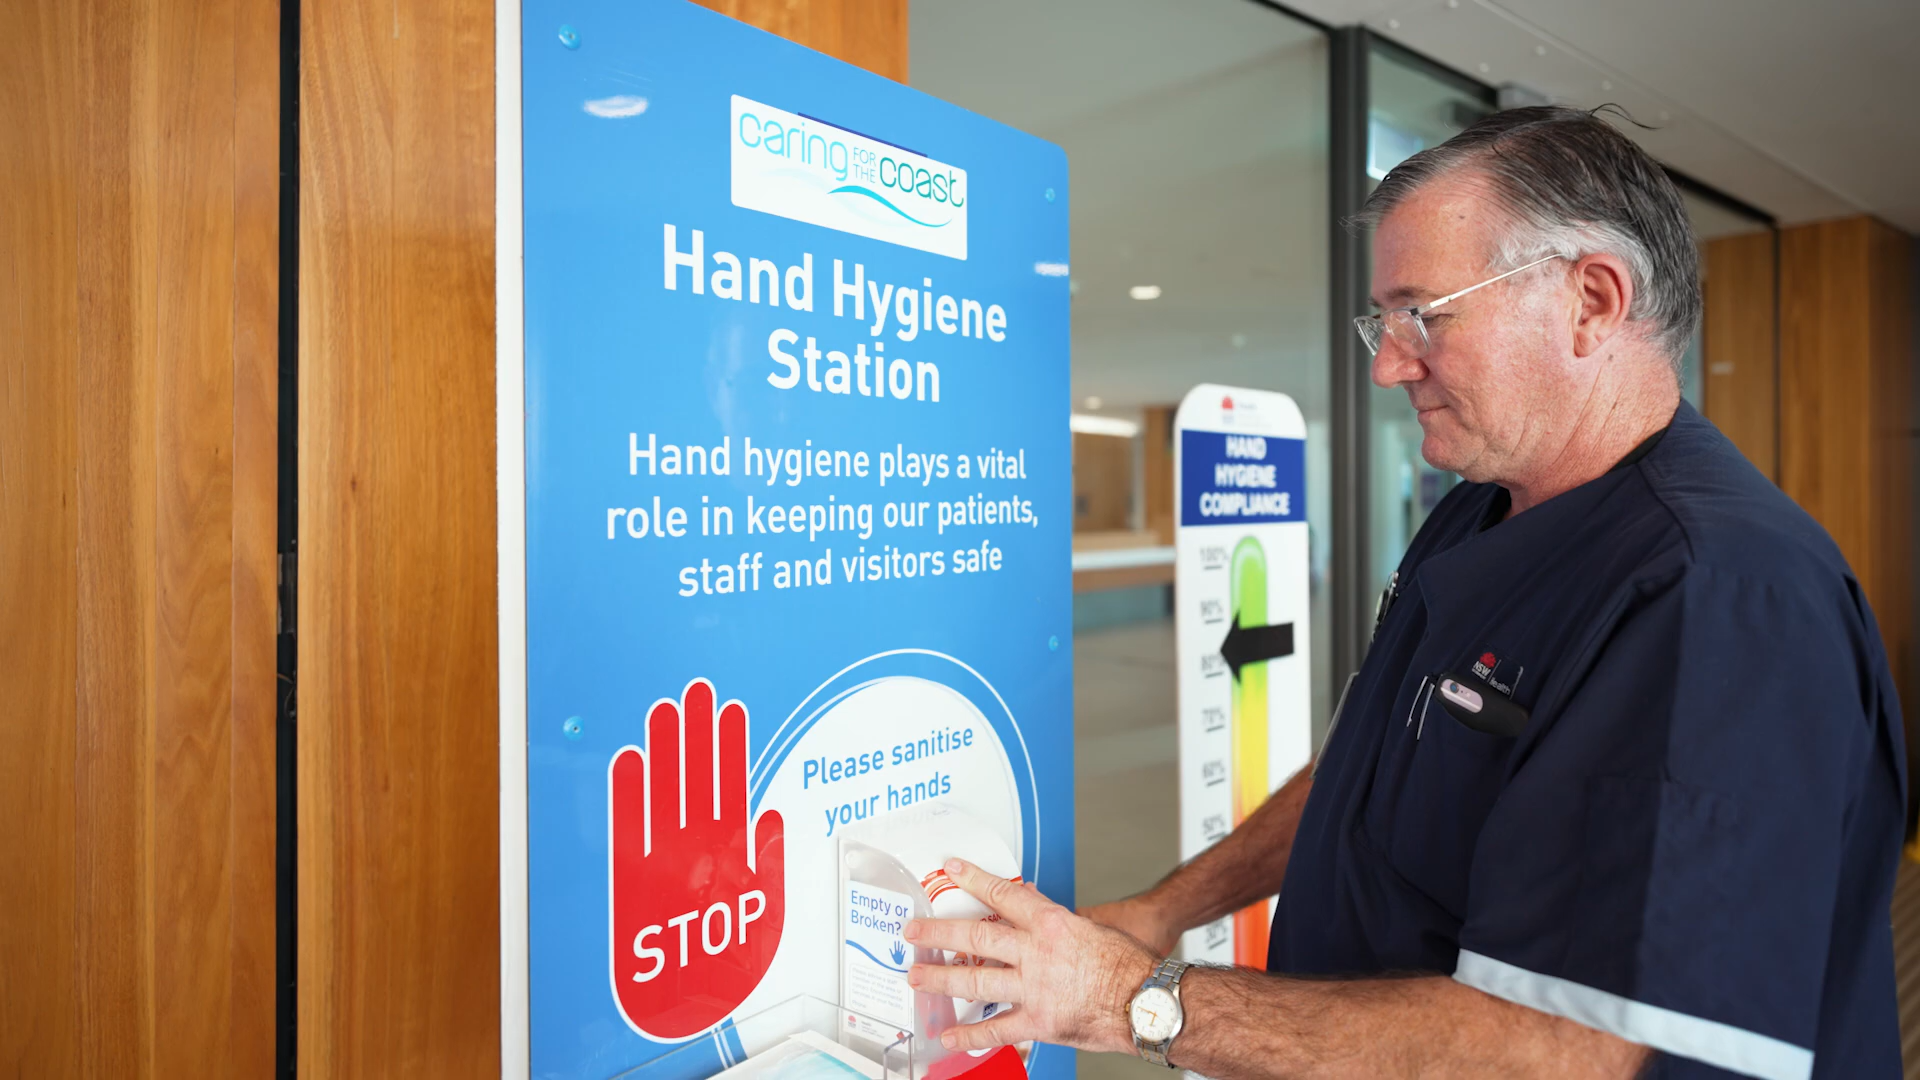 caring FOR THE coast
Hand Hygiene
Station
Hand hygiene plays a vital
role in keeping our patients,
staff and visitors safe
STOP
Please sanitise
your hands
Empty or
Broken?
HAND
HYGIENE
COMPLIANCE
100%
90%
80%
70%
60%
50%
30%
NSW
Health